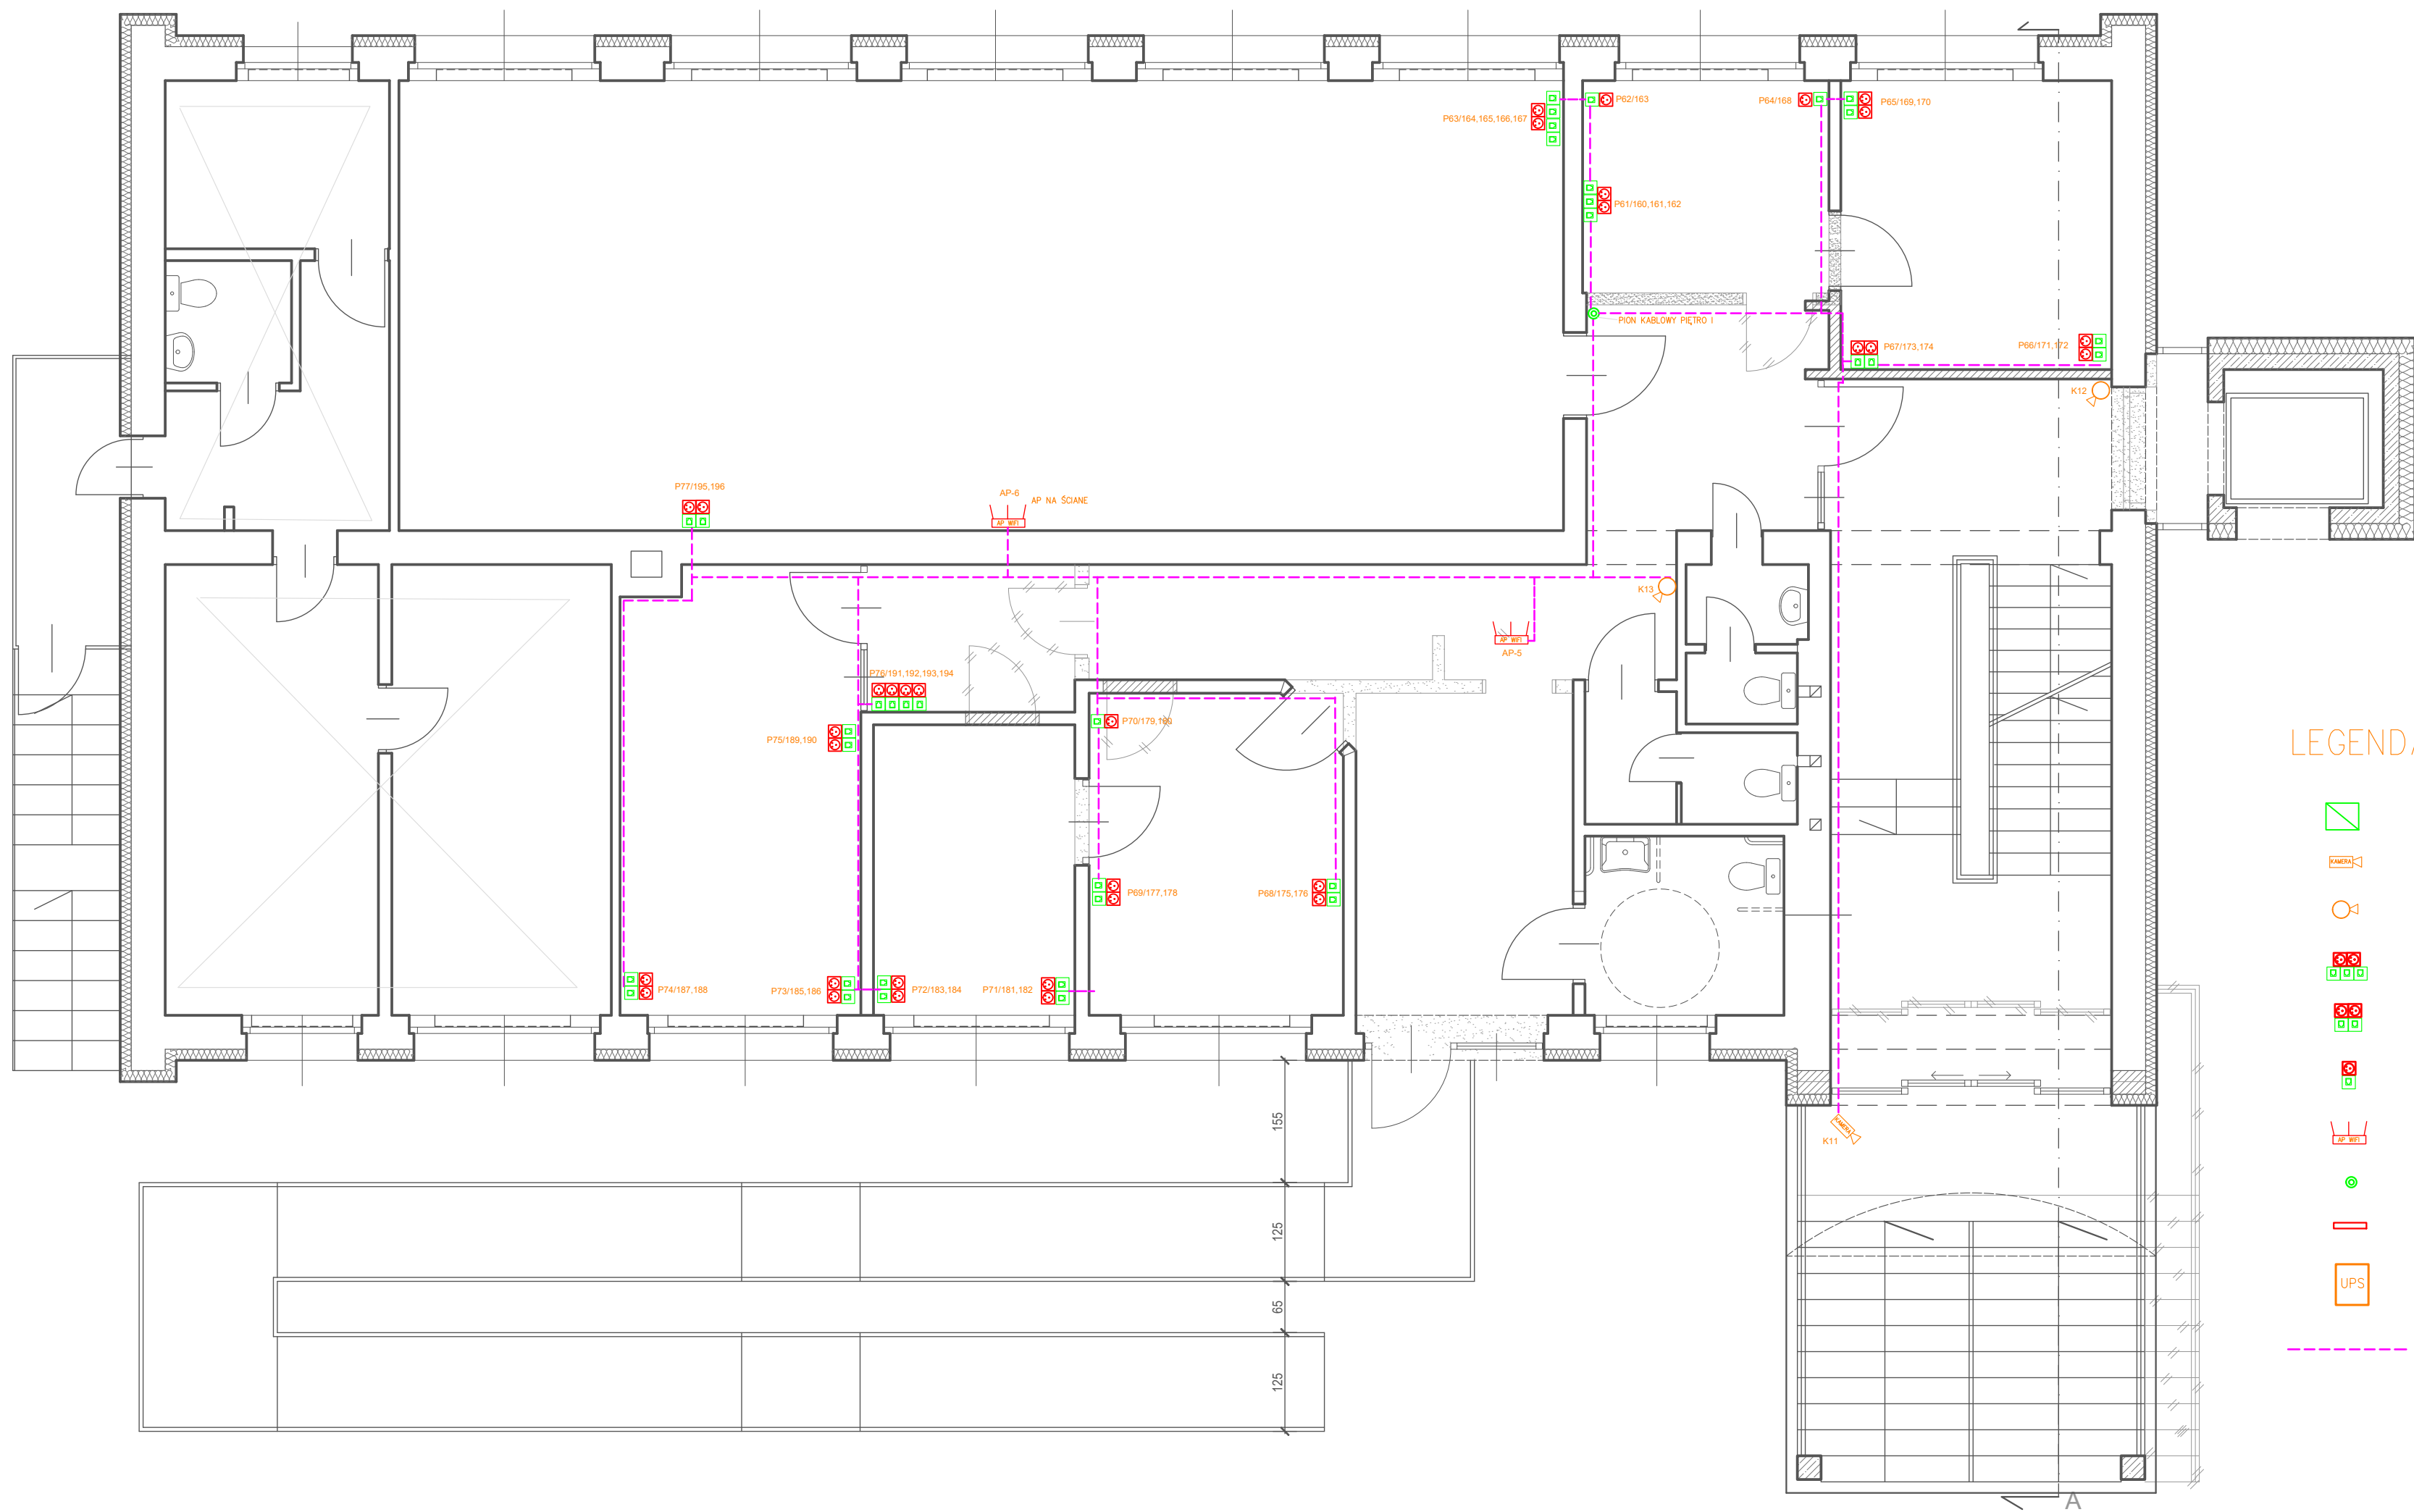 P62/163
P64/168
P65/169,170
P63/164,165,166,167
P61/160,161,162
PION KABLOWY PIĘTRO I
P67/173,174
P66/171,172
K12
P77/195,196
AP-6
AP NA ŚCIANE
AP WIFI
K13
AP WIFI
AP-5
P76/191,192,193,194
P70/179,180
P75/189,190
LEGENDA
KAMERA
P69/177,178
P68/175,176
P74/187,188
P73/185,186
P72/183,184
P71/181,182
155
KAMERA
K11
AP WIFI
125
65
UPS
125
A